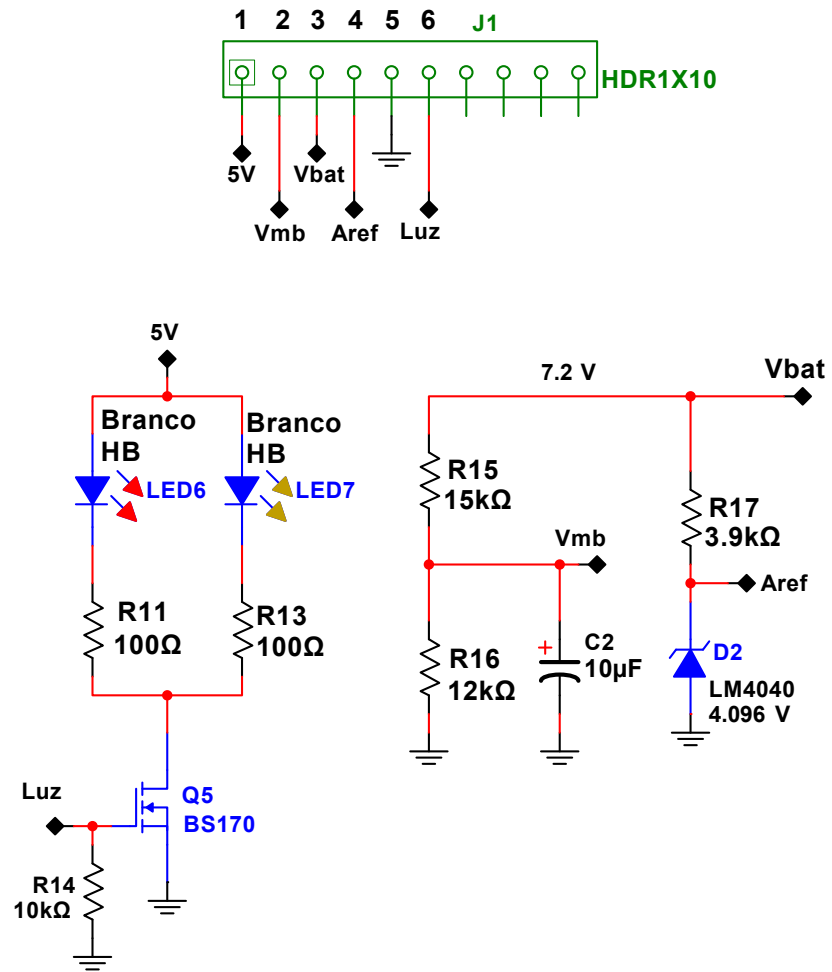 1 2 3 4 5 6 J1
HDR1X10
5V
Vbat
Vmb
Aref
Luz
5V
Branco
HB
LED6
Branco
HB
LED7
R11
100Ω
R13
100Ω
Luz
Q5
BS170
R14
10kΩ
7.2 V
Vbat
R15
15kΩ
R17
3.9kΩ
Vmb
Aref
R16
12kΩ
+
C2
10µF
D2
LM4040
4.096 V